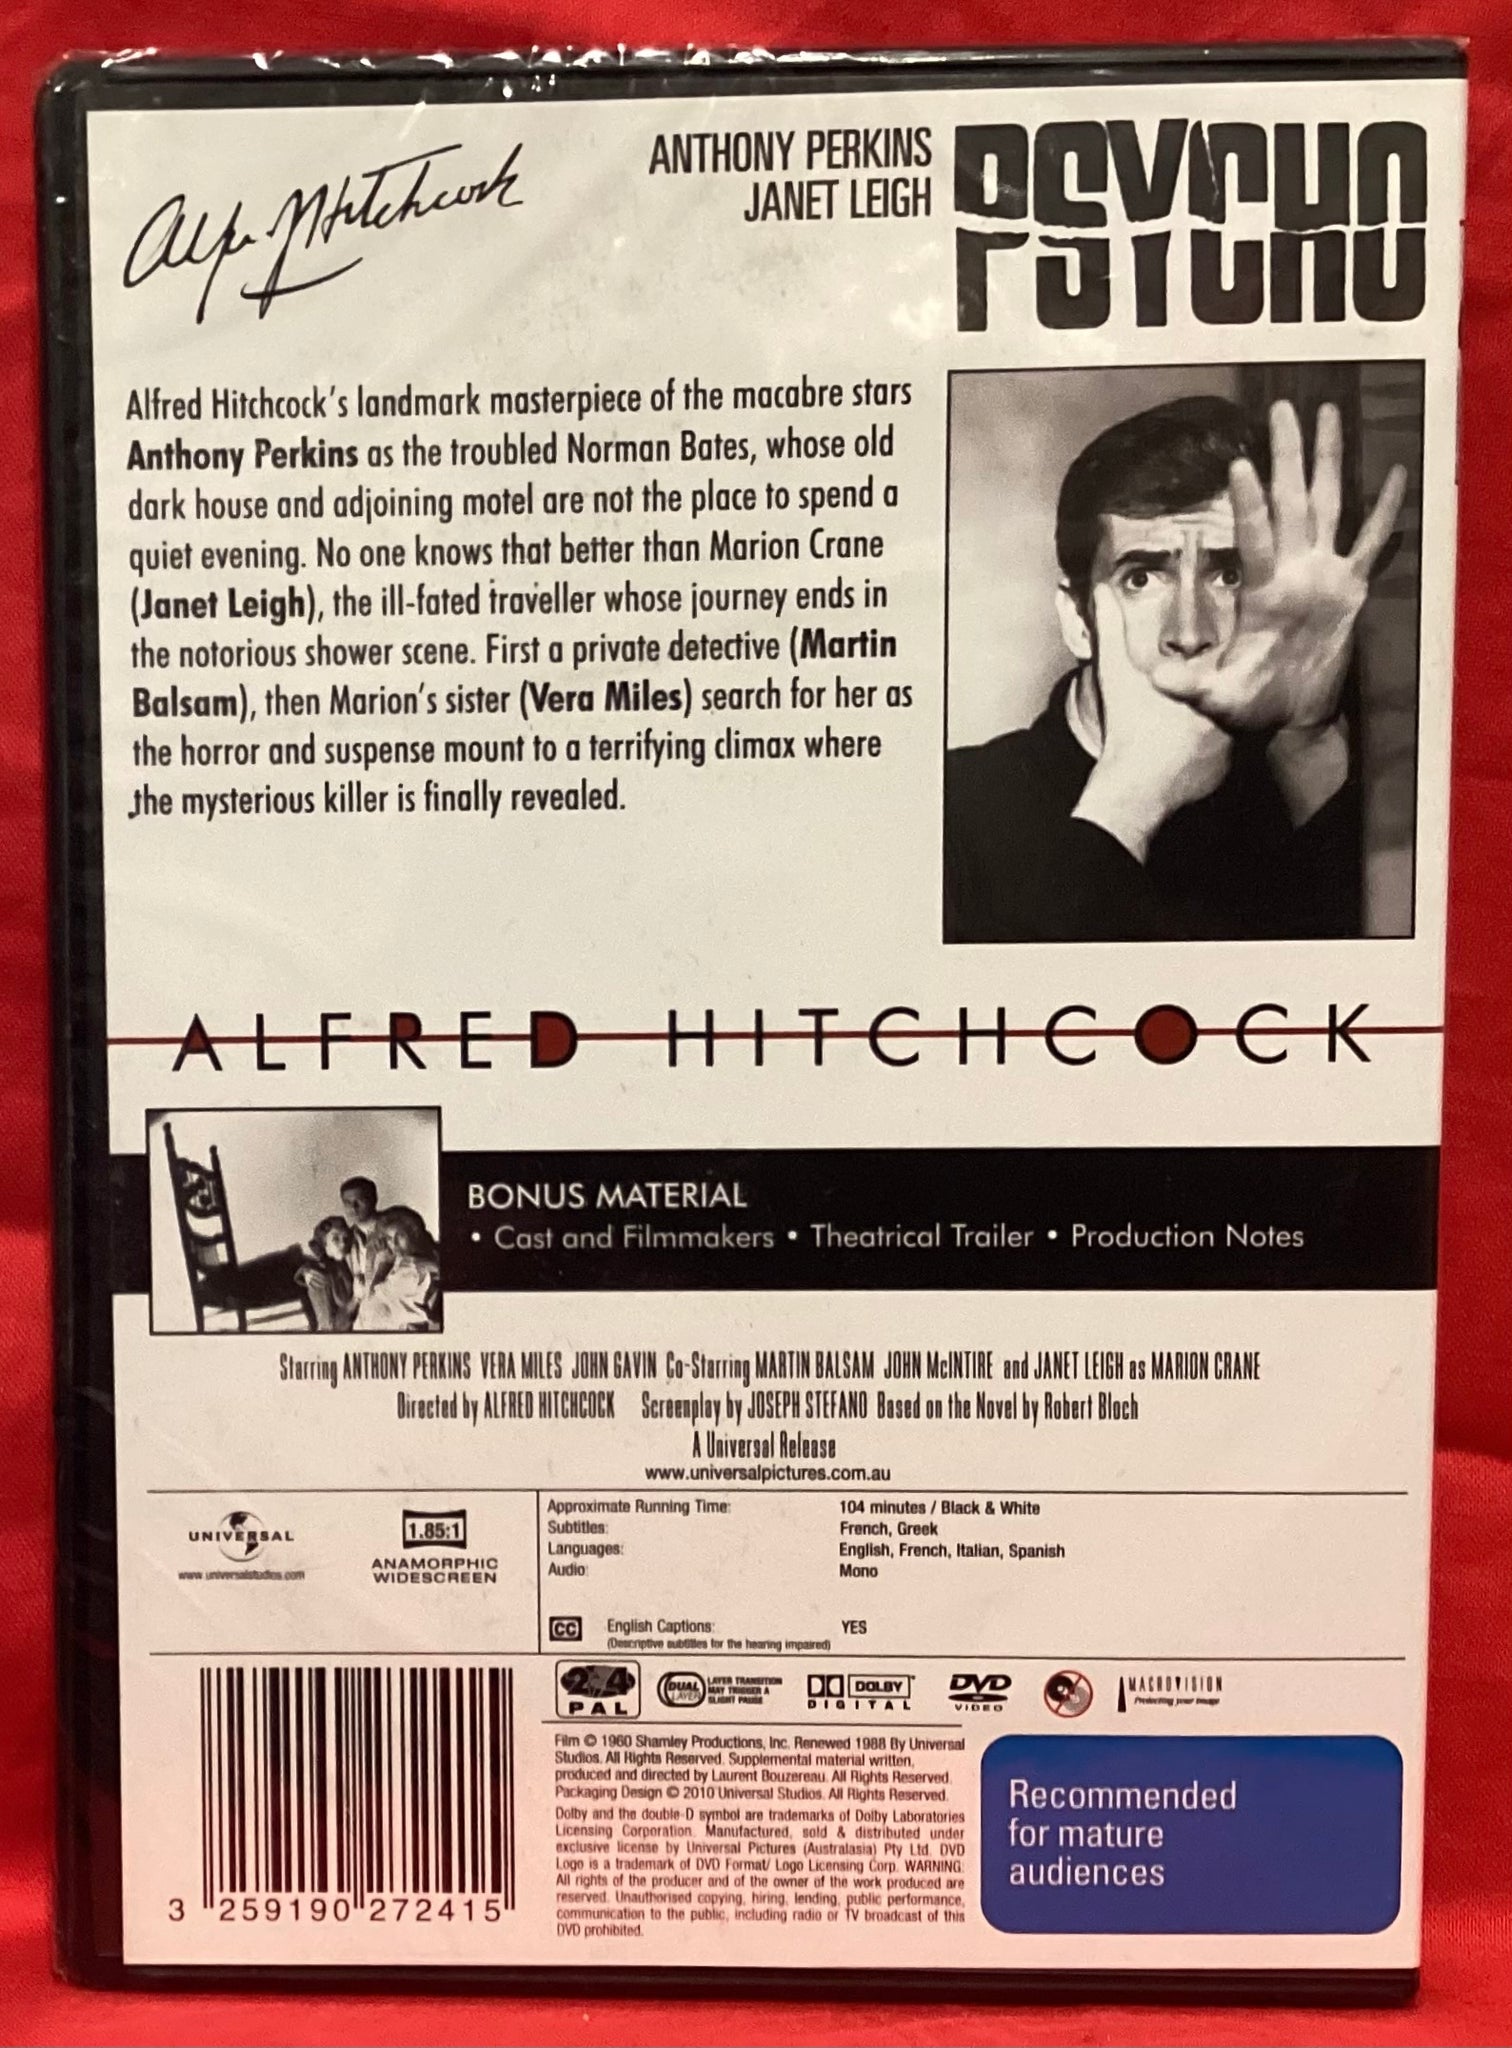 Alfred Hitchcock
ANTHONY PERKINS
JANET LEIGH
PSYCHO
Alfred Hitchcock's landmark masterpiece of the macabre stars
Anthony Perkins as the troubled Norman Bates, whose old
dark house and adjoining motel are not the place to spend a
quiet evening. No one knows that better than Marion Crane
(Janet Leigh), the ill-fated traveller whose journey ends in
the notorious shower scene. First a private detective (Martin
Balsam), then Marion's sister (Vera Miles) search for her as
the horror and suspense mount to a terrifying climax where
the mysterious killer is finally revealed.
ALFRED HITCHCOCK
BONUS MATERIAL
• Cast and Filmmakers • Theatrical Trailer • Production Notes
Starring ANTHONY PERKINS VERA MILES JOHN GAVIN Co-Starring MARTIN BALSAM JOHN McINTIRE and JANET LEIGH as MARION CRANE
Directed by ALFRED HITCHCOCK Screenplay by JOSEPH STEFANO Based on the Novel by Robert Bloch
A Universal Release
www.universalpictures.com.au
UNIVERSAL
www.universalstudios.com
1.85:1
ANAMORPHIC
WIDESCREEN
Approximate Running Time: 104 minutes / Black & White
Subtitles: French, Greek
Languages: English, French, Italian, Spanish
Audio: Mono
CC English Captions: YES
(Descriptive subtitles for the hearing impaired)
2 4
PAL
DUAL LAYER
LAYER TRANSITION
MAY TRIGGER A
SLIGHT PAUSE
DOLBY
DIGITAL
DVD
VIDEO
MACROVISION
Protecting your image
Film © 1960 Shamley Productions, Inc. Renewed 1988 By Universal
Studios. All Rights Reserved. Supplemental material written,
produced and directed by Laurent Bouzereau. All Rights Reserved.
Packaging Design © 2010 Universal Studios. All Rights Reserved.
Dolby and the double-D symbol are trademarks of Dolby Laboratories
Licensing Corporation. Manufactured, sold & distributed under
exclusive license by Universal Pictures (Australasia) Pty Ltd. DVD
Logo is a trademark of DVD Format/ Logo Licensing Corp. WARNING:
All rights of the producer and of the owner of the work produced are
reserved. Unauthorised copying, hiring, lending, public performance,
communication to the public, including radio or TV broadcast of this
DVD prohibited.
Recommended
for mature
audiences
3 259190 272415